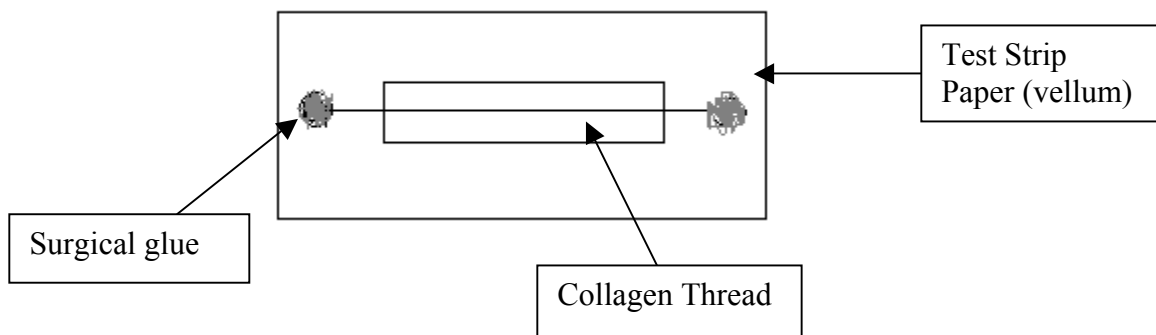 Test Strip
Paper (vellum)
Surgical glue
Collagen Thread